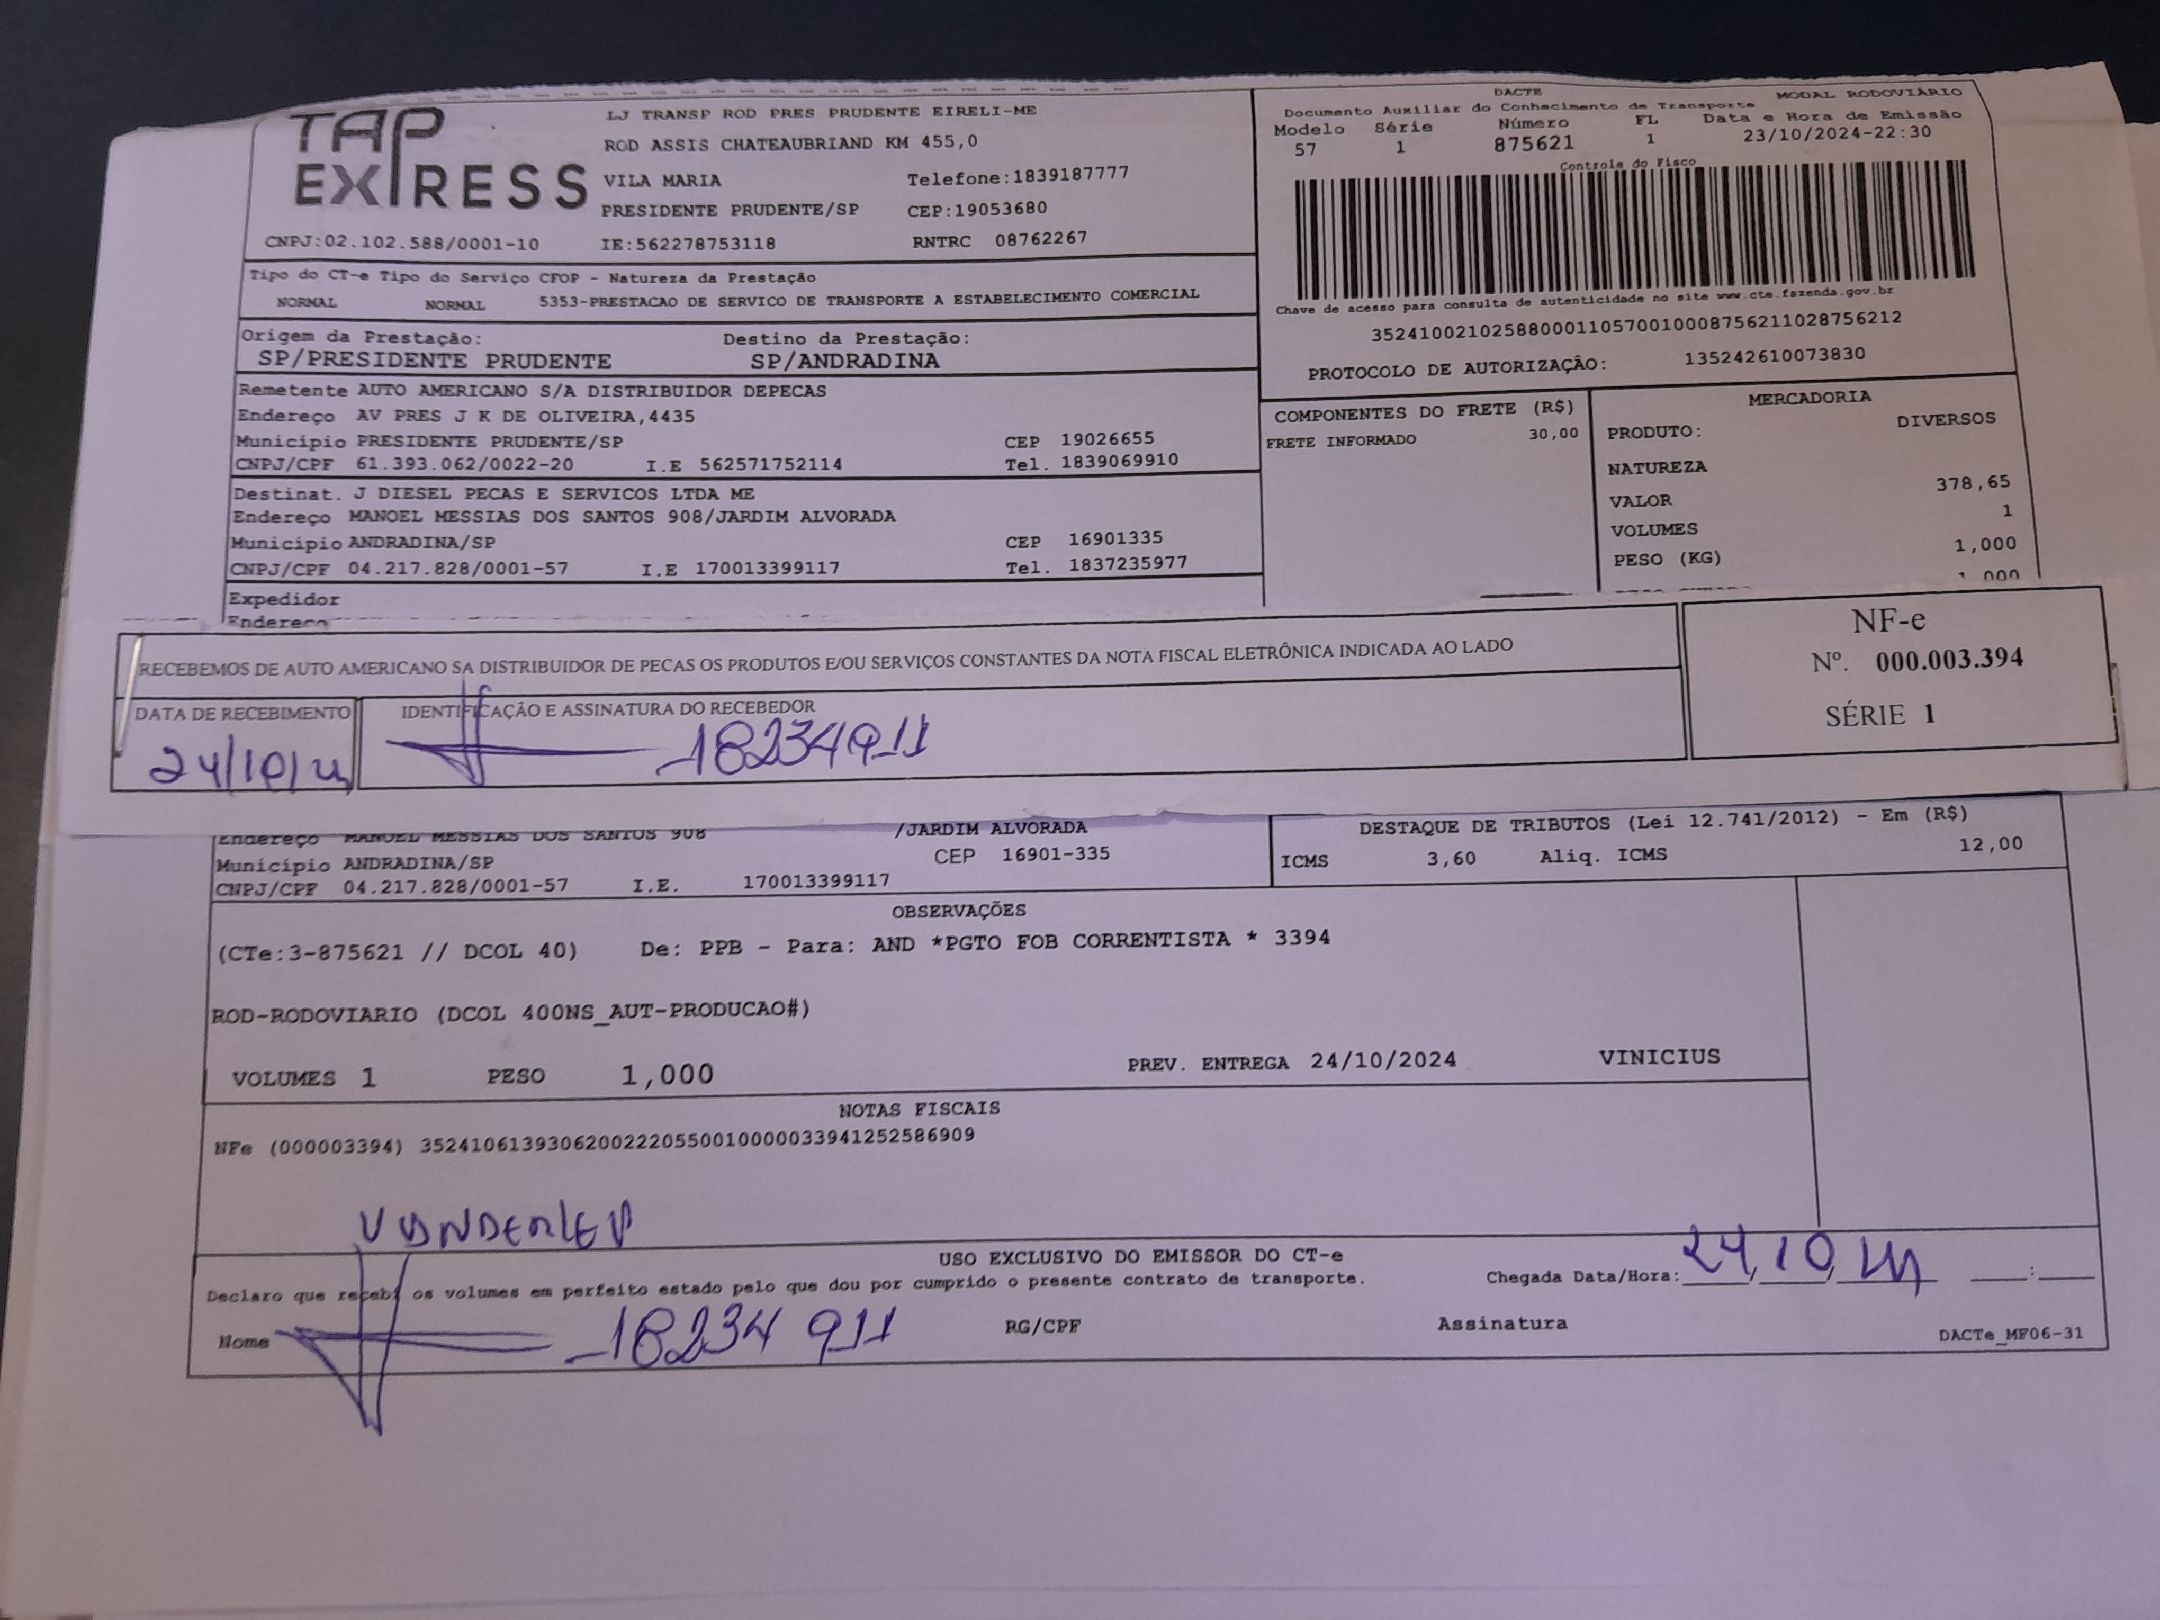 TAP EXPRESS
LJ TRANSP ROD PRES PRUDENTE EIRELI-ME
ROD ASSIS CHATEAUBRIAND KM 455,0
VILA MARIA Telefone:1839187777
PRESIDENTE PRUDENTE/SP CEP:19053680
CNPJ:02.102.588/0001-10 IE:562278753118 RNTRC 08762267
DACTE MODAL RODOVIÁRIO
Documento Auxiliar do Conhecimento de Transporte
Modelo Série Número FL Data e Hora de Emissão
57 1 875621 1 23/10/2024-22:30
Controle do Fisco
Chave de acesso para consulta de autenticidade no site www.cte.fazenda.gov.br
35241002102588000110570010008756211028756212
PROTOCOLO DE AUTORIZAÇÃO: 135242610073830
Tipo do CT-e Tipo do Serviço CFOP - Natureza da Prestação
NORMAL NORMAL 5353-PRESTACAO DE SERVICO DE TRANSPORTE A ESTABELECIMENTO COMERCIAL
Origem da Prestação: Destino da Prestação:
SP/PRESIDENTE PRUDENTE SP/ANDRADINA
Remetente AUTO AMERICANO S/A DISTRIBUIDOR DEPECAS
Endereço AV PRES J K DE OLIVEIRA,4435
Município PRESIDENTE PRUDENTE/SP CEP 19026655
CNPJ/CPF 61.393.062/0022-20 I.E 562571752114 Tel. 1839069910
Destinat. J DIESEL PECAS E SERVICOS LTDA ME
Endereço MANOEL MESSIAS DOS SANTOS 908/JARDIM ALVORADA
Município ANDRADINA/SP CEP 16901335
CNPJ/CPF 04.217.828/0001-57 I.E 170013399117 Tel. 1837235977
Expedidor
Endereço
COMPONENTES DO FRETE (R$)
FRETE INFORMADO 30,00
MERCADORIA
PRODUTO: DIVERSOS
NATUREZA
VALOR 378,65
VOLUMES 1
PESO (KG) 1,000
1,000
RECEBEMOS DE AUTO AMERICANO SA DISTRIBUIDOR DE PECAS OS PRODUTOS E/OU SERVIÇOS CONSTANTES DA NOTA FISCAL ELETRÔNICA INDICADA AO LADO
DATA DE RECEBIMENTO IDENTIFICAÇÃO E ASSINATURA DO RECEBEDOR
24/10/24 18234911
NF-e
Nº. 000.003.394
SÉRIE 1
Endereço MANOEL MESSIAS DOS SANTOS 908 /JARDIM ALVORADA
Município ANDRADINA/SP CEP 16901-335
CNPJ/CPF 04.217.828/0001-57 I.E. 170013399117
DESTAQUE DE TRIBUTOS (Lei 12.741/2012) - Em (R$)
ICMS 3,60 Aliq. ICMS 12,00
OBSERVAÇÕES
(CTe:3-875621 // DCOL 40) De: PPB - Para: AND *PGTO FOB CORRENTISTA * 3394
ROD-RODOVIARIO (DCOL 400NS_AUT-PRODUCAO#)
VOLUMES 1 PESO 1,000 PREV. ENTREGA 24/10/2024 VINICIUS
NOTAS FISCAIS
NFe (000003394) 35241061393062002220550010000033941252586909
VANDERLEY
USO EXCLUSIVO DO EMISSOR DO CT-e
Declaro que recebi os volumes em perfeito estado pelo que dou por cumprido o presente contrato de transporte. Chegada Data/Hora: 24,10,24 __:__
Nome 18234 911 RG/CPF Assinatura
DACTe_MF06-31